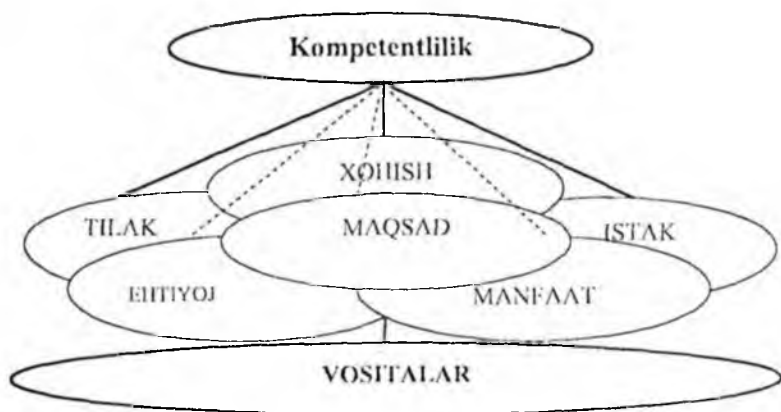 Kompetentlilik
XOHISH
TILAK
MAQSAD
ISTAK
EHTIYOJ
MANFAAT
VOSITALAR